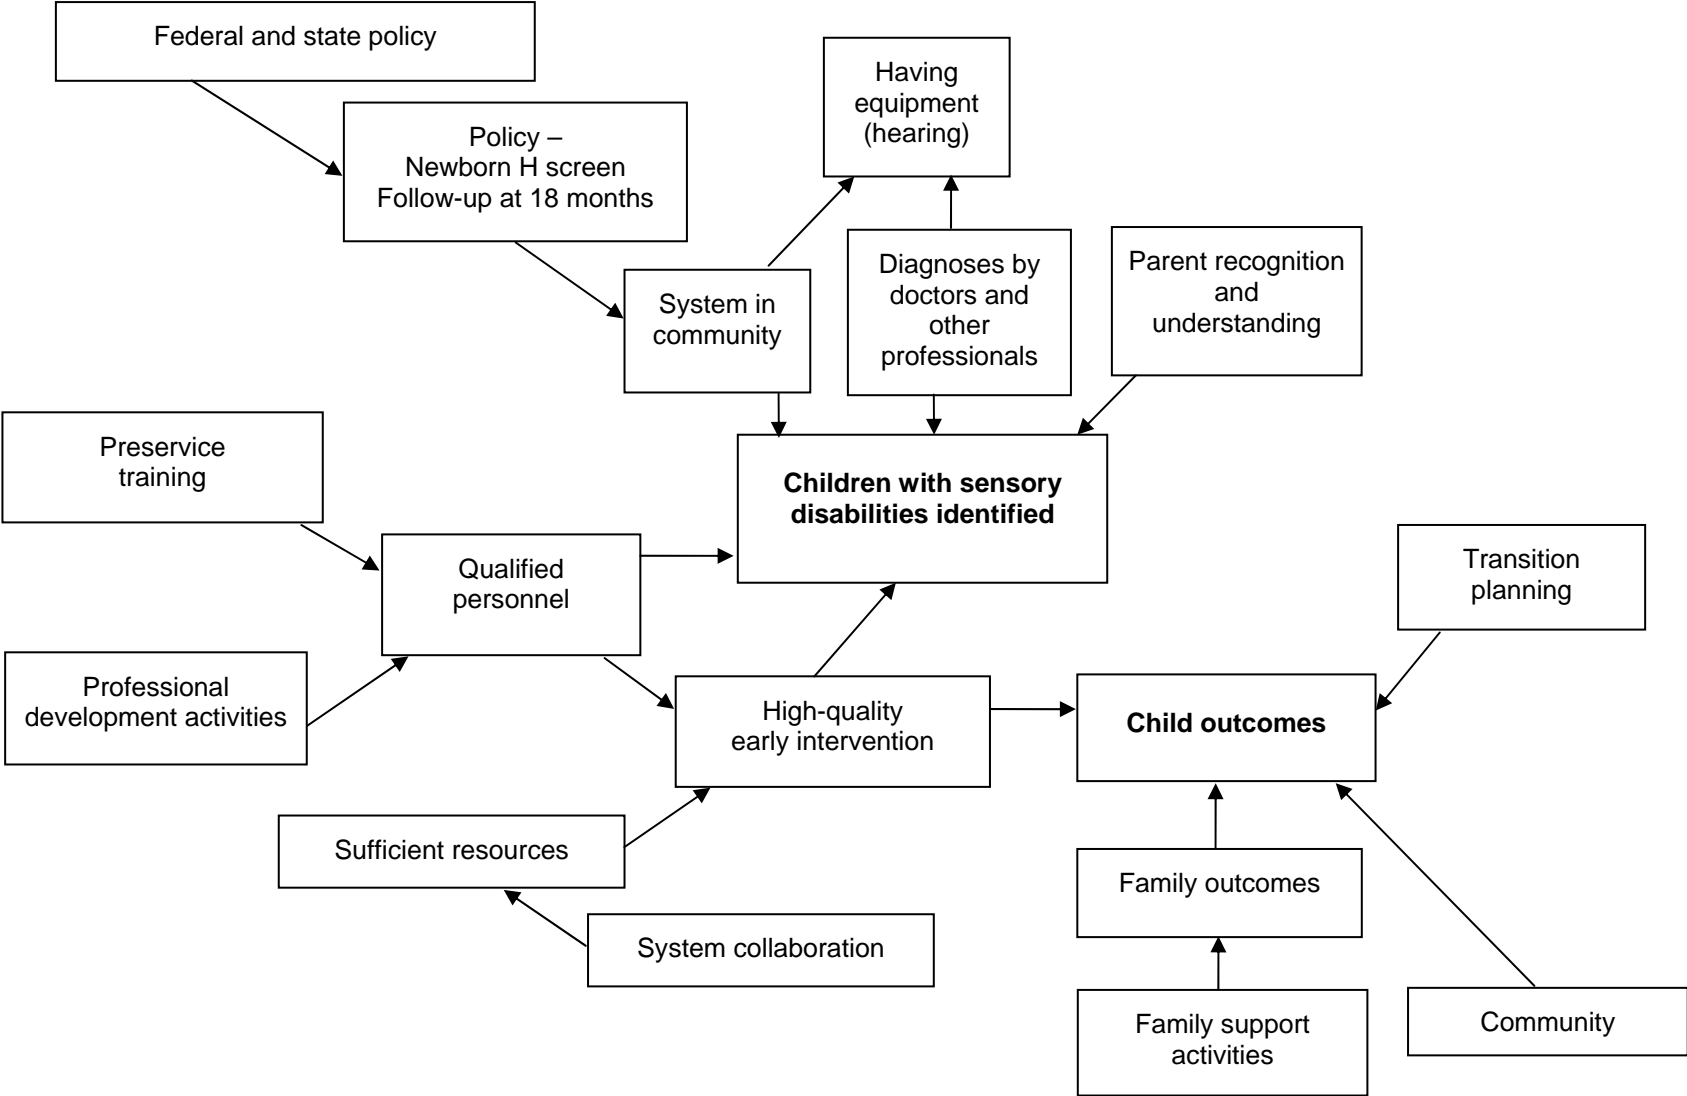 Federal and state policy
Policy –
Newborn H screen
Follow-up at 18 months
Having
equipment
(hearing)
System in
community
Diagnoses by
doctors and
other
professionals
Parent recognition
and
understanding
Preservice
training
Children with sensory
disabilities identified
Qualified
personnel
Transition
planning
Professional
development activities
High-quality
early intervention
Child outcomes
Sufficient resources
Family outcomes
System collaboration
Family support
activities
Community